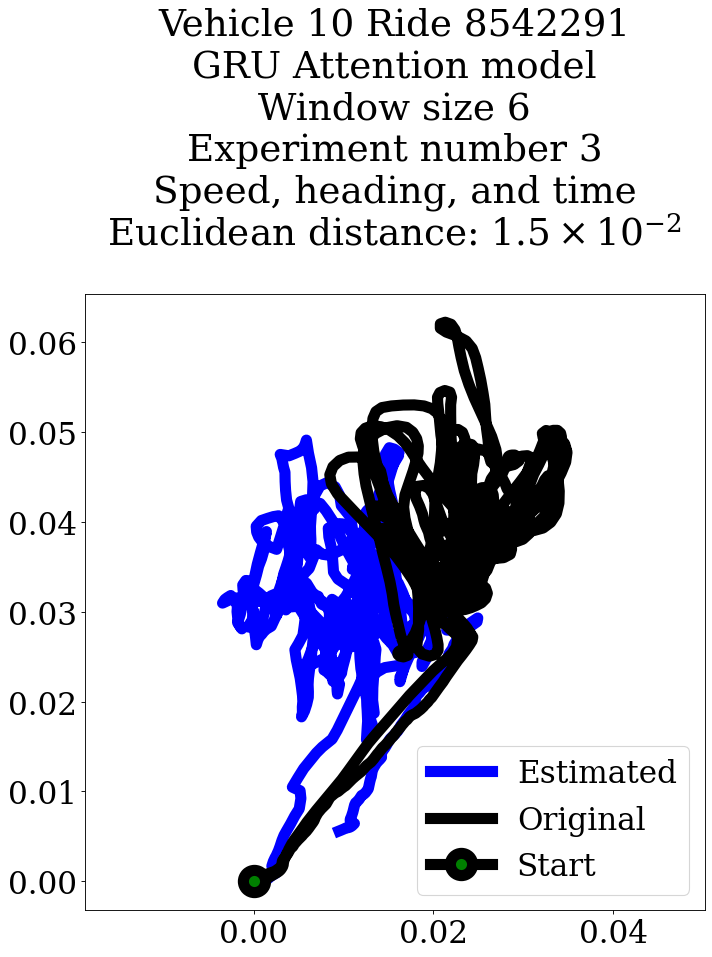 Vehicle 10 Ride 8542291
GRU Attention model
Window size 6
Experiment number 3
Speed, heading, and time
Euclidean distance: 1.5 × 10⁻²
0.06
0.05
0.04
0.03
0.02
0.01
0.00
Estimated
Original
Start
0.00 0.02 0.04